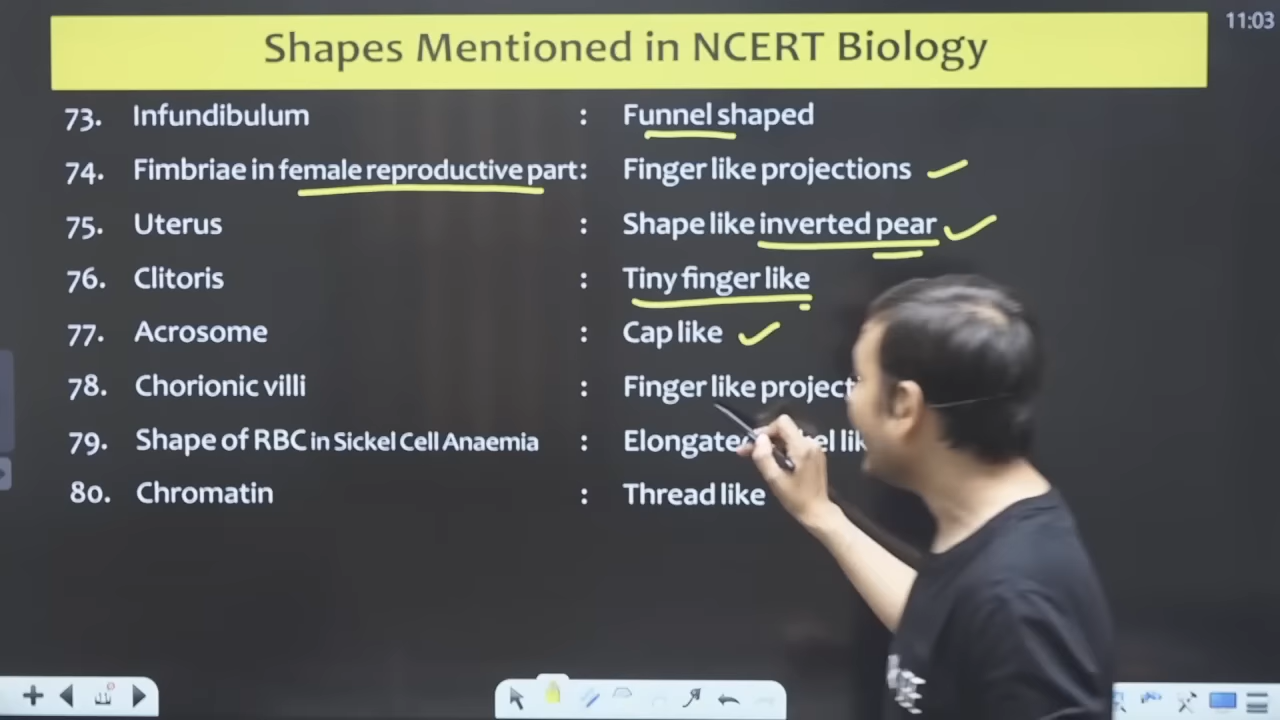 11:03
Shapes Mentioned in NCERT Biology
73. Infundibulum : Funnel shaped
74. Fimbriae in female reproductive part: Finger like projections
75. Uterus : Shape like inverted pear
76. Clitoris : Tiny finger like
77. Acrosome : Cap like
78. Chorionic villi : Finger like
79. Shape of RBC in Sickel Cell Anaemia :
80. Chromatin : Thread like